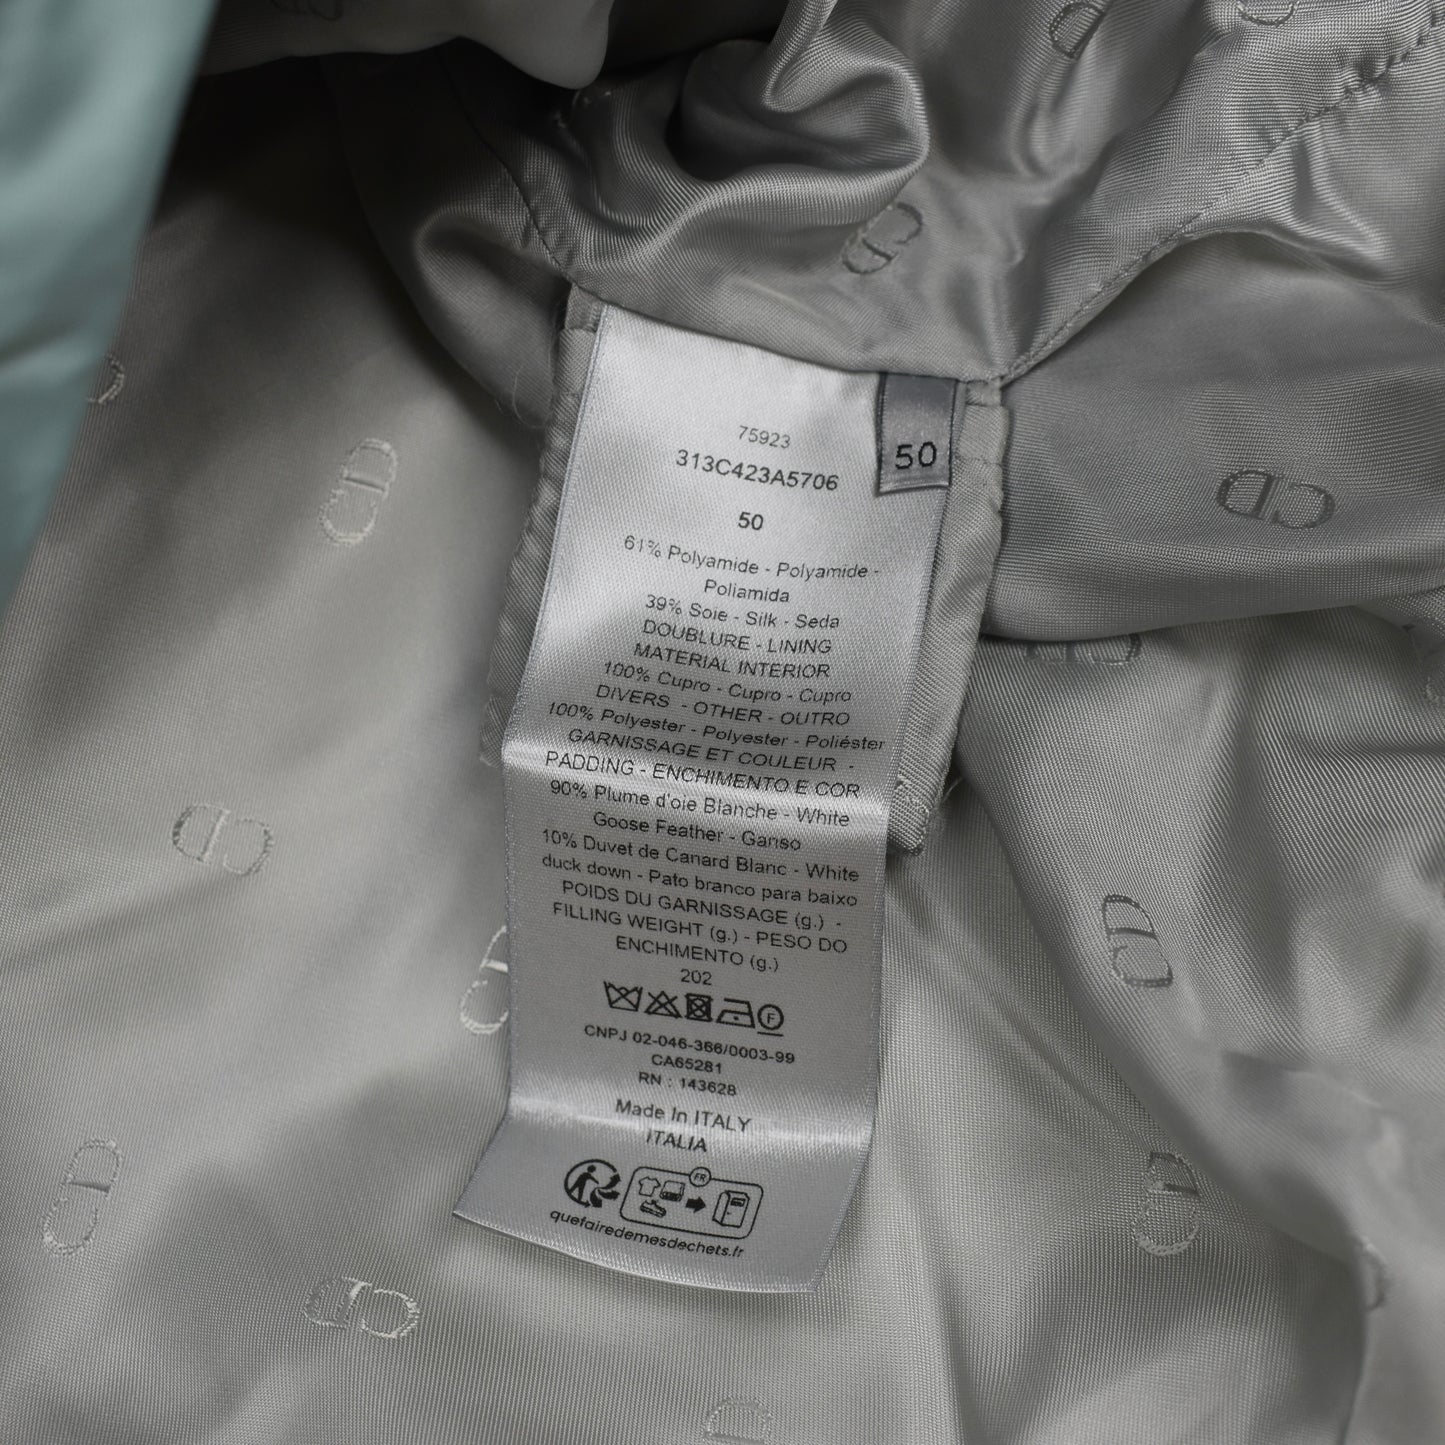 75923
313C423A5706
50
50
61% Polyamide - Polyamide -
Poliamida
39% Soie - Silk - Seda
DOUBLURE - LINING
MATERIAL INTERIOR
100% Cupro - Cupro - Cupro
DIVERS - OTHER - OUTRO
100% Polyester - Polyester - Poliéster
GARNISSAGE ET COULEUR -
PADDING - ENCHIMENTO E COR
90% Plume d'oie Blanche - White
Goose Feather - Ganso
10% Duvet de Canard Blanc - White
duck down - Pato branco para baixo
POIDS DU GARNISSAGE (g.) -
FILLING WEIGHT (g.) - PESO DO
ENCHIMENTO (g.)
202
F
CNPJ 02-046-366/0003-99
CA65281
RN : 143628
Made In ITALY
ITALIA
FR
quefairedemesdechets.fr
CD